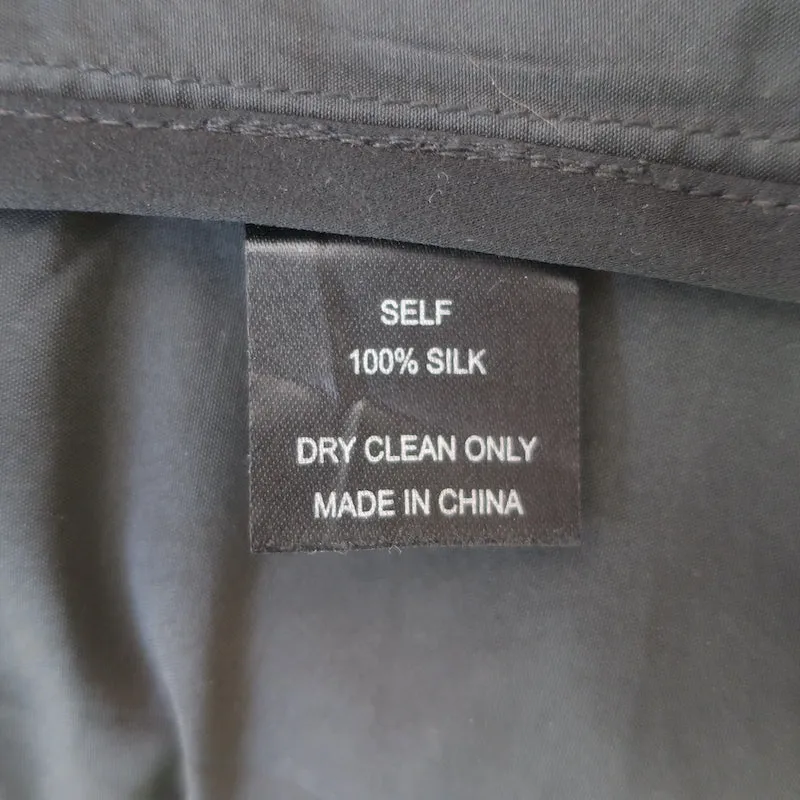 SELF
100% SILK
DRY CLEAN ONLY
MADE IN CHINA